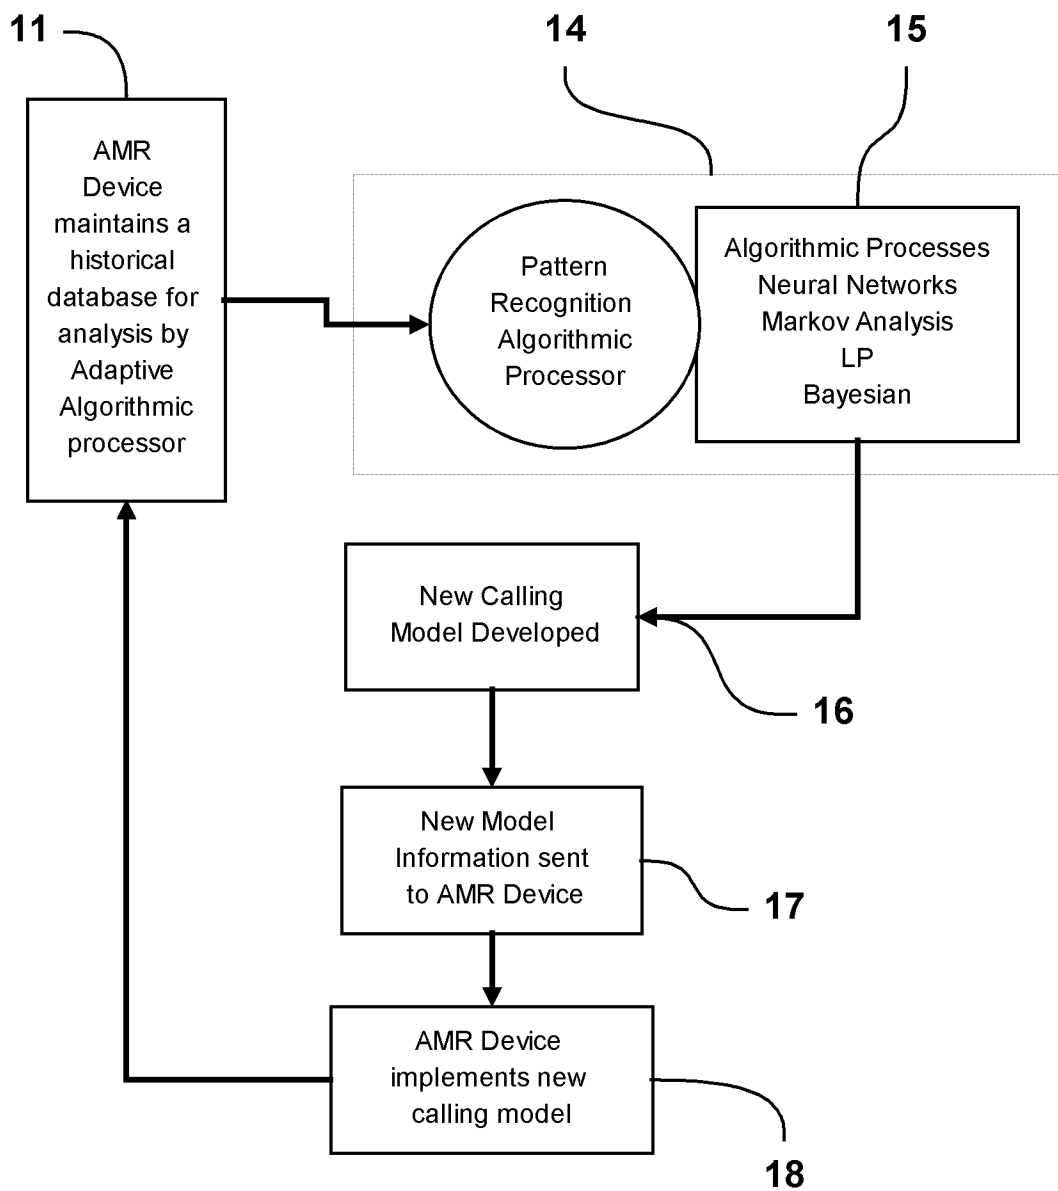 11
14
15
AMR
Device
maintains a
historical
database for
analysis by
Adaptive
Algorithmic
processor
Pattern
Recognition
Algorithmic
Processor
Algorithmic Processes
Neural Networks
Markov Analysis
LP
Bayesian
New Calling
Model Developed
16
New Model
Information sent
to AMR Device
17
AMR Device
implements new
calling model
18